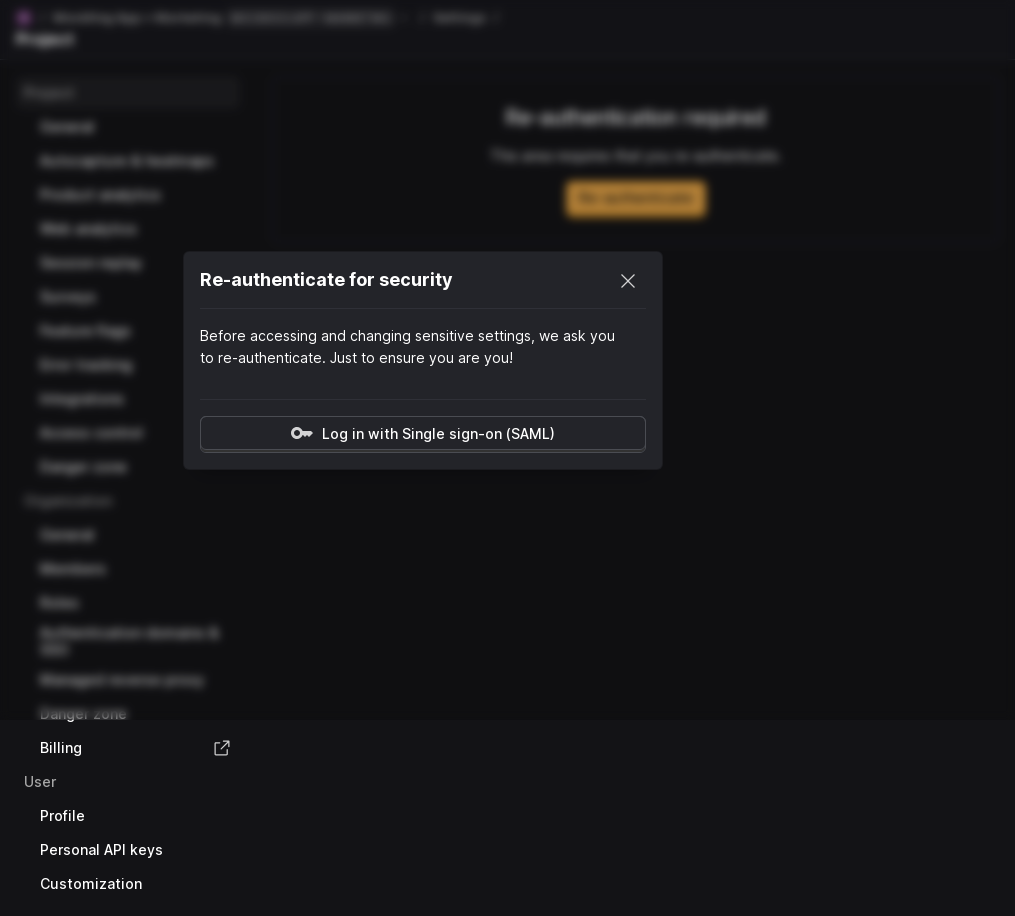 Settings
Project
Project
General
Autocapture & heatmaps
Product analytics
Web analytics
Session replay
Surveys
Feature flags
Error tracking
Integrations
Access control
Danger zone
Organization
General
Members
Roles
Authentication domains &
SSO
Managed reverse proxy
Danger zone
Billing
User
Profile
Personal API keys
Customization
Re-authentication required
This area requires that you re-authenticate.
Re-authenticate
Re-authenticate for security
Before accessing and changing sensitive settings, we ask you
to re-authenticate. Just to ensure you are you!
Log in with Single sign-on (SAML)